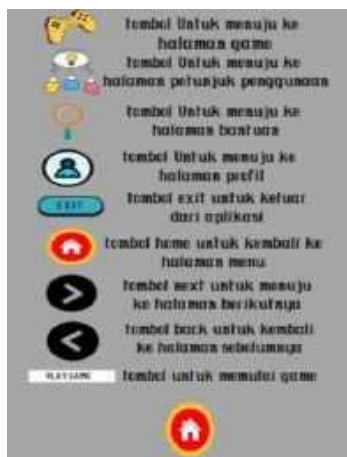 tombol Untuk menuju ke
halaman game
tombol Untuk menuju ke
halaman petunjuk penggunaan
tombol Untuk menuju ke
halaman bantuan
tombol Untuk menuju ke
halaman profil
EXIT
tombol exit untuk keluar
dari aplikasi
tombol home untuk kembali ke
halaman menu
tombol next untuk menuju
ke halaman berikutnya
tombol back untuk kembali
ke halaman sebelumnya
PLAY GAME
tombol untuk memulai game